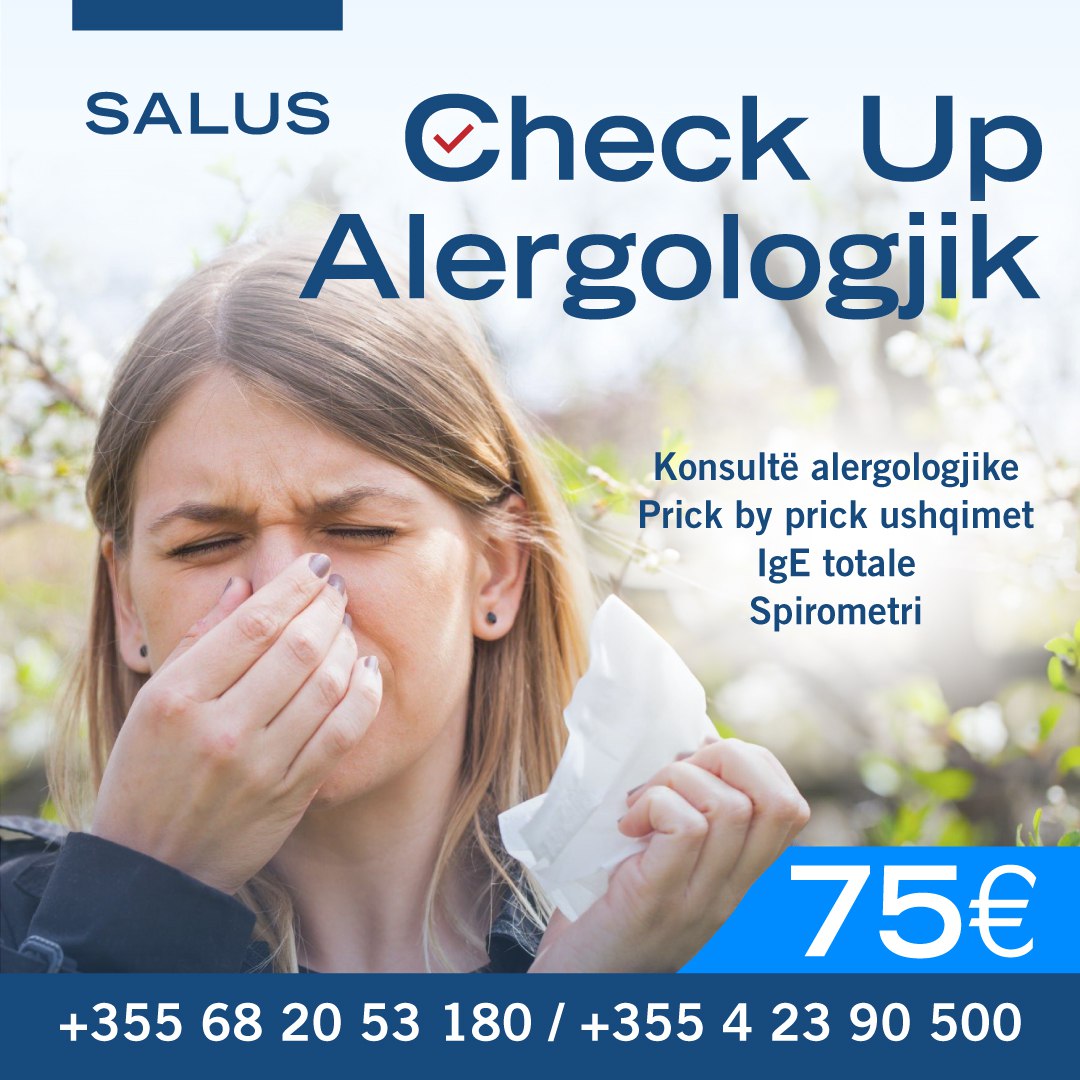 SALUS
Check Up
Alergologjik
Konsultë alergologjike
Prick by prick ushqimet
IgE totale
Spirometri
75€
+355 68 20 53 180 / +355 4 23 90 500